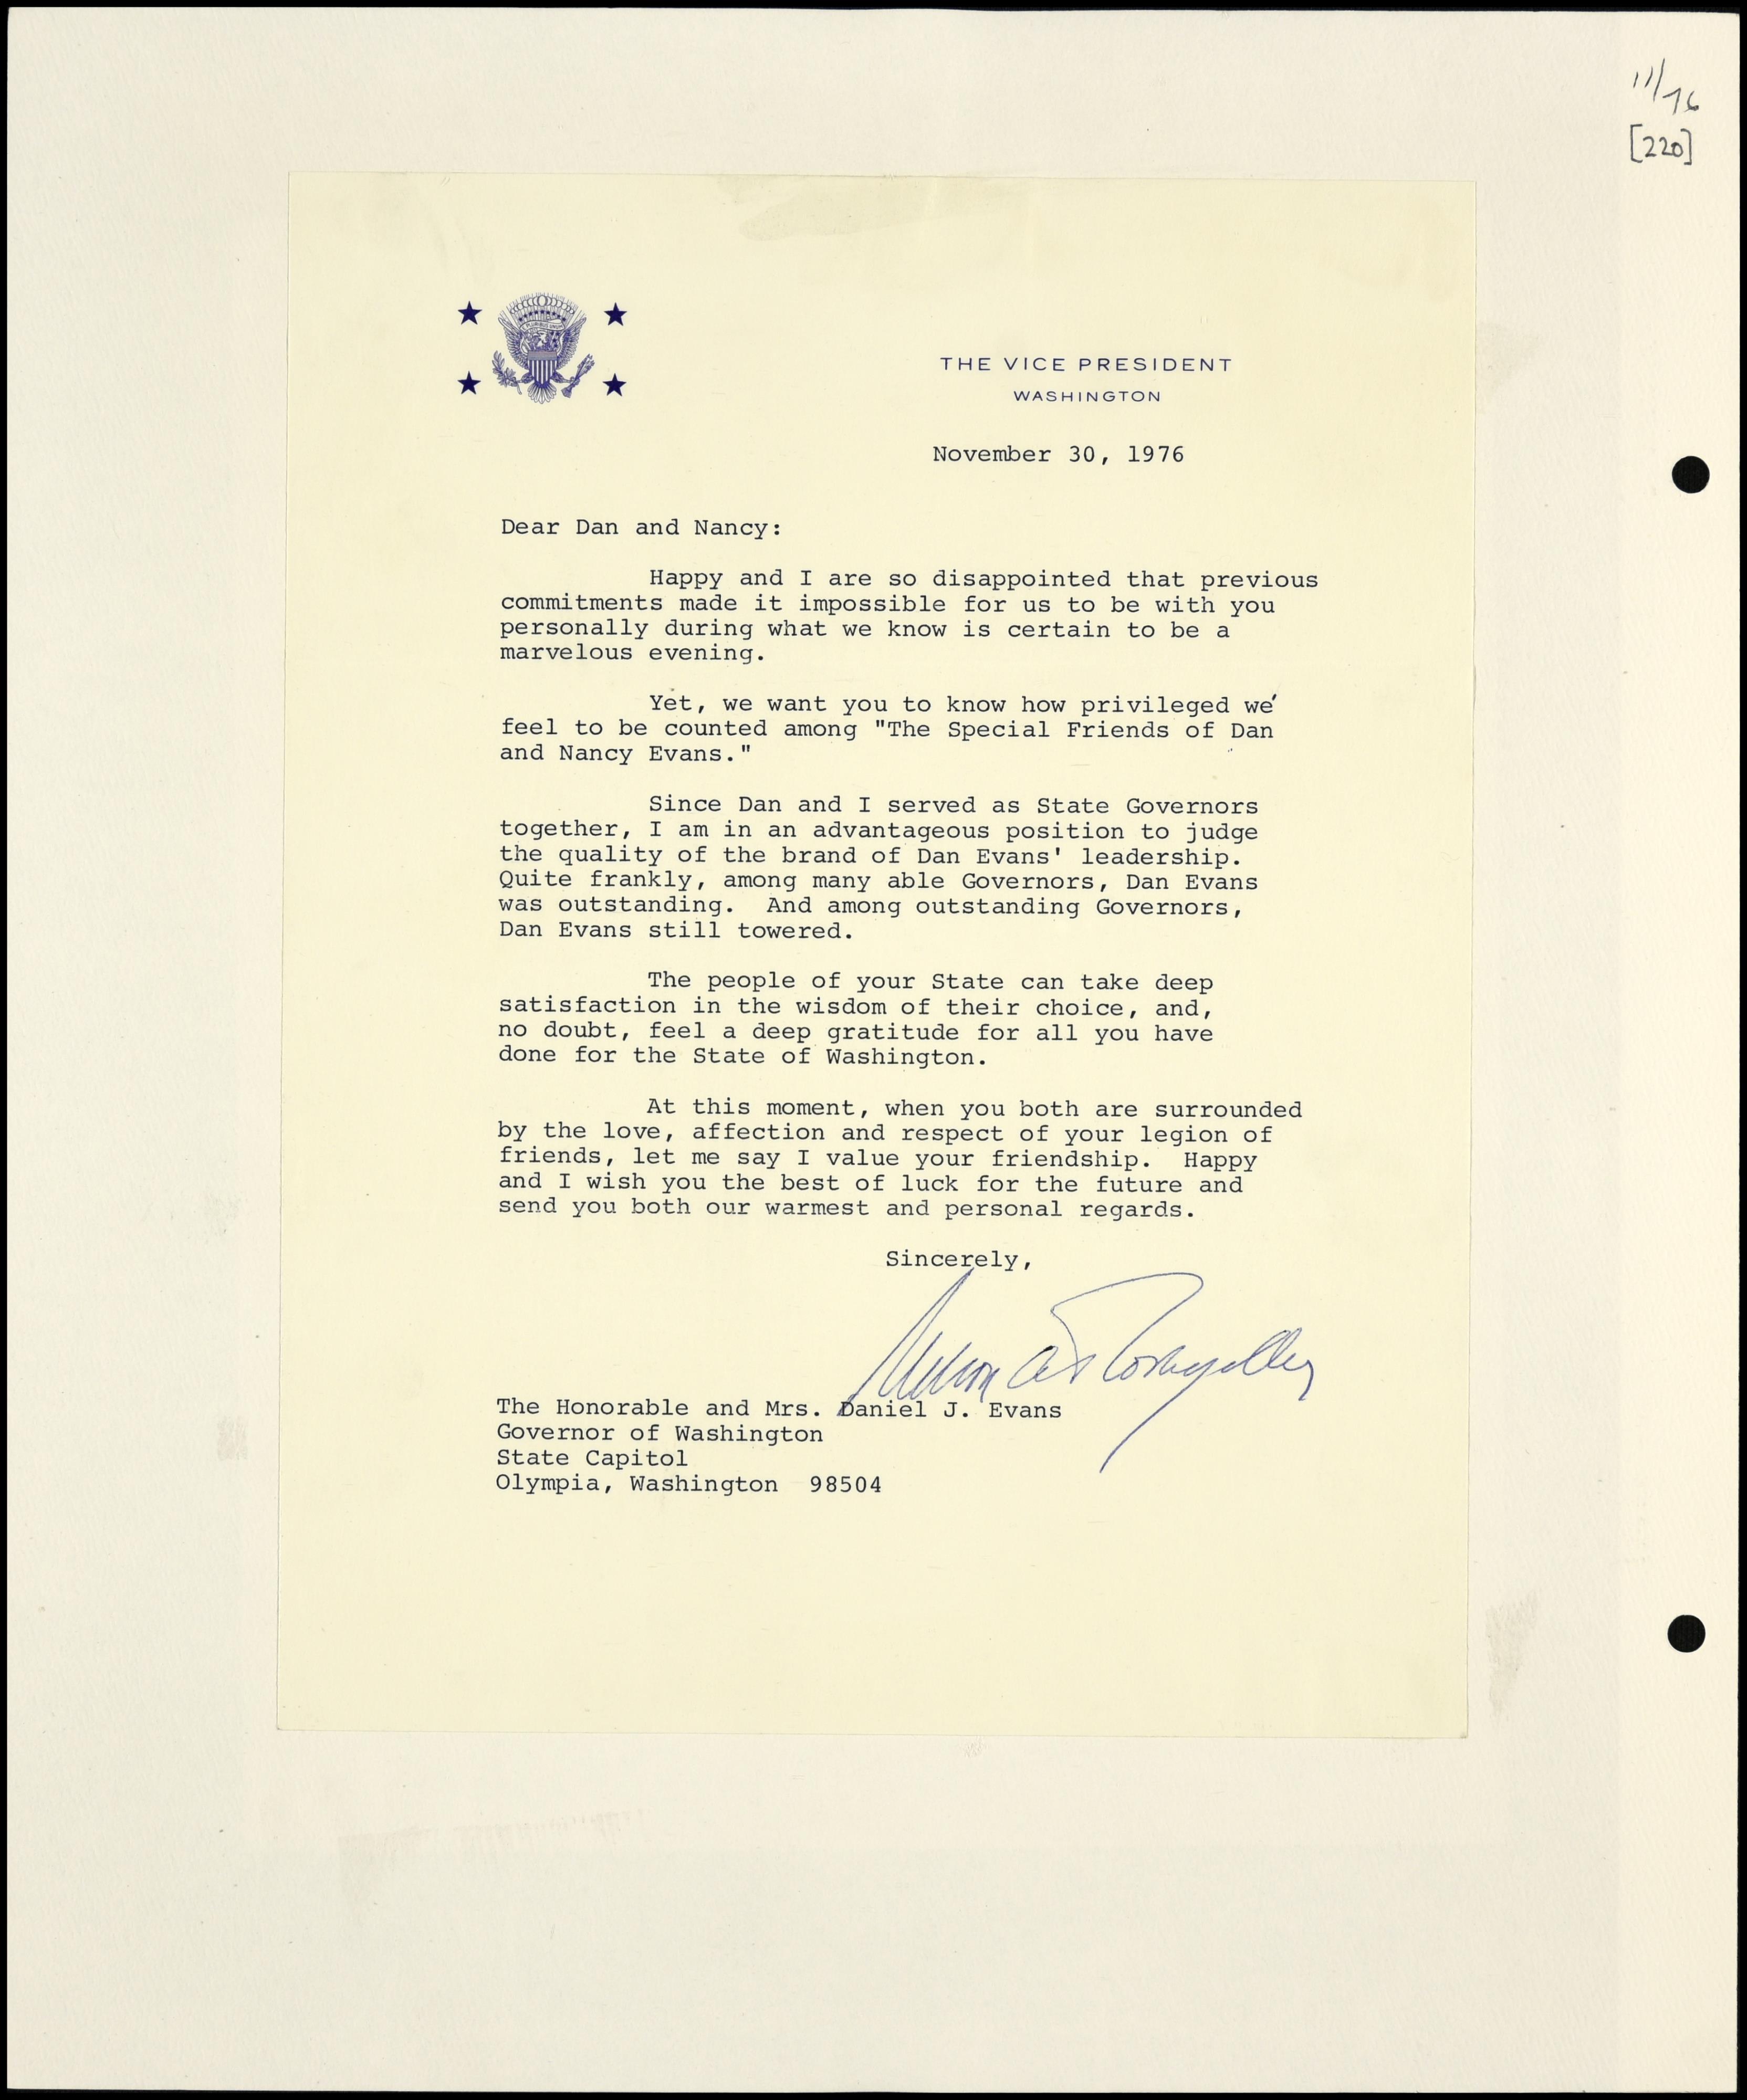 11/76
[220]
THE VICE PRESIDENT
WASHINGTON
November 30, 1976
Dear Dan and Nancy:
Happy and I are so disappointed that previous
commitments made it impossible for us to be with you
personally during what we know is certain to be a
marvelous evening.
Yet, we want you to know how privileged we
feel to be counted among "The Special Friends of Dan
and Nancy Evans."
Since Dan and I served as State Governors
together, I am in an advantageous position to judge
the quality of the brand of Dan Evans' leadership.
Quite frankly, among many able Governors, Dan Evans
was outstanding.  And among outstanding Governors,
Dan Evans still towered.
The people of your State can take deep
satisfaction in the wisdom of their choice, and,
no doubt, feel a deep gratitude for all you have
done for the State of Washington.
At this moment, when you both are surrounded
by the love, affection and respect of your legion of
friends, let me say I value your friendship.  Happy
and I wish you the best of luck for the future and
send you both our warmest and personal regards.
Sincerely,
Nelson A Rockefeller
The Honorable and Mrs. Daniel J. Evans
Governor of Washington
State Capitol
Olympia, Washington  98504